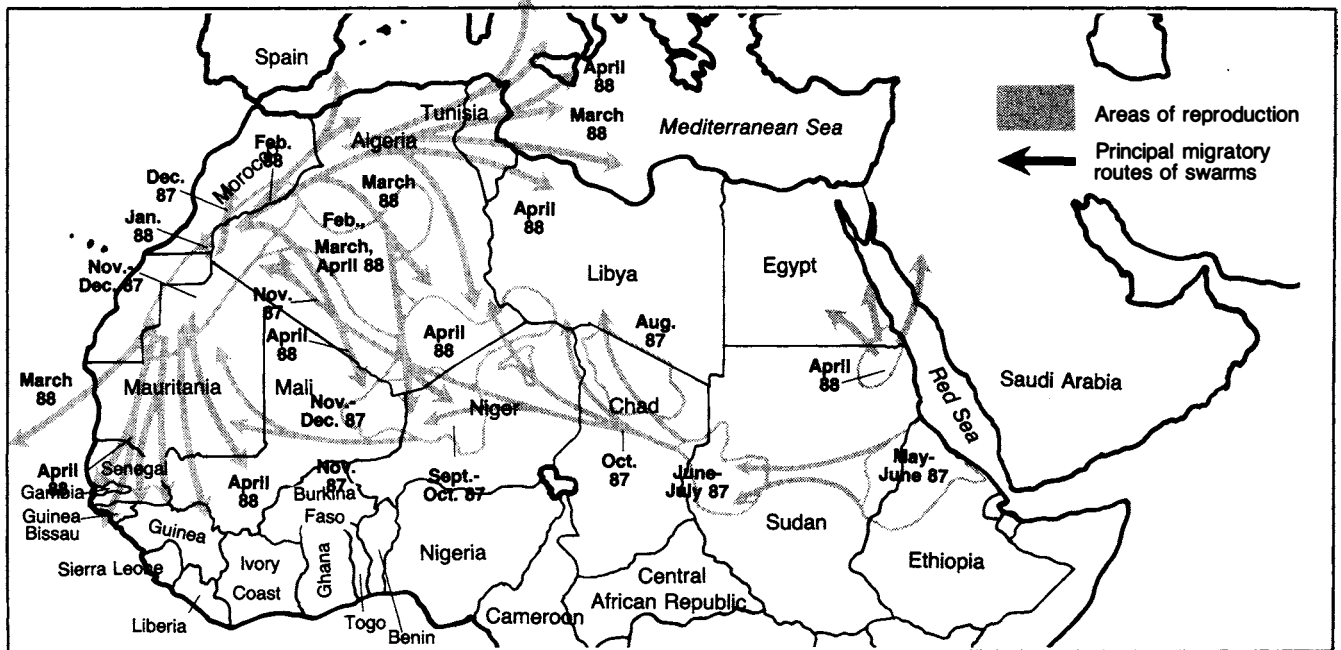 Spain
April
88
Tunisia
March
88
Mediterranean Sea
Areas of reproduction
Algeria
Principal migratory
routes of swarms
Feb.
88
Morocco
Dec.
87
March
88
Jan.
88
April
88
Feb.,
March,
April 88
Nov.-
Dec. 87
Libya
Egypt
Nov.
87
April
88
April
88
Aug.
87
April
88
March
88
Mauritania
Mali
Nov.-
Dec. 87
Niger
Chad
Red Sea
Saudi Arabia
April
88
Senegal
Gambia
Guinea
Bissau
April
88
Nov.
87
Burkina
Faso
Sept.-
Oct. 87
Oct.
87
June-
July 87
May-
June 87
Guinea
Sierra Leone
Ivory
Coast
Ghana
Nigeria
Sudan
Ethiopia
Central
African Republic
Liberia
Togo
Benin
Cameroon